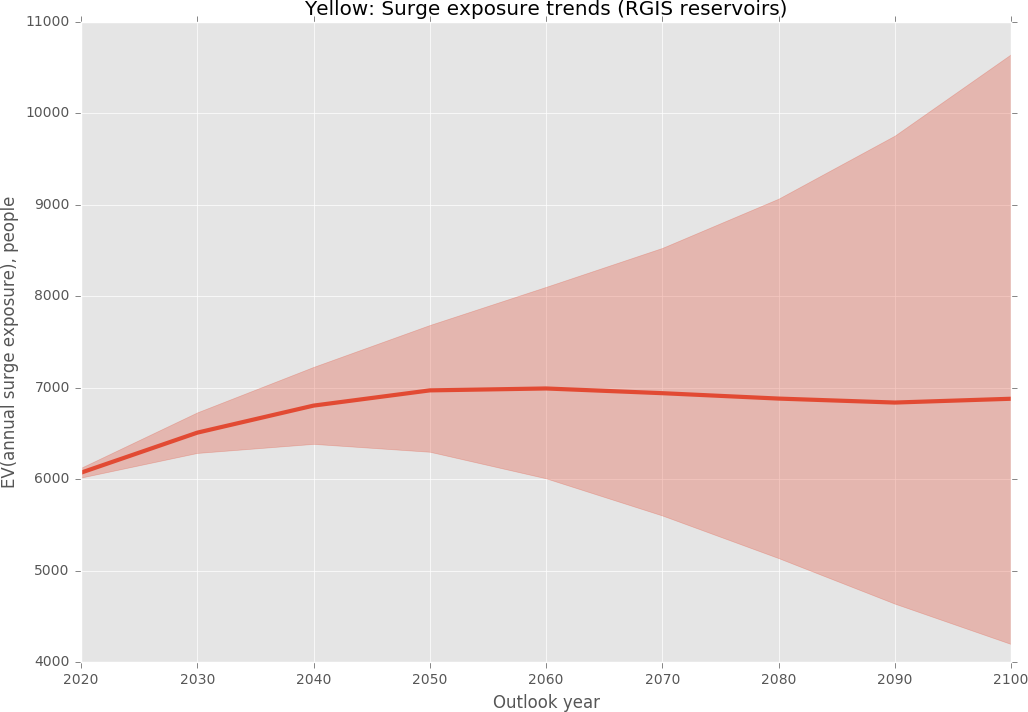 Yellow: Surge exposure trends (RGIS reservoirs)
11000
10000
9000
8000
7000
6000
5000
4000
EV(annual surge exposure), people
2020 2030 2040 2050 2060 2070 2080 2090 2100
Outlook year